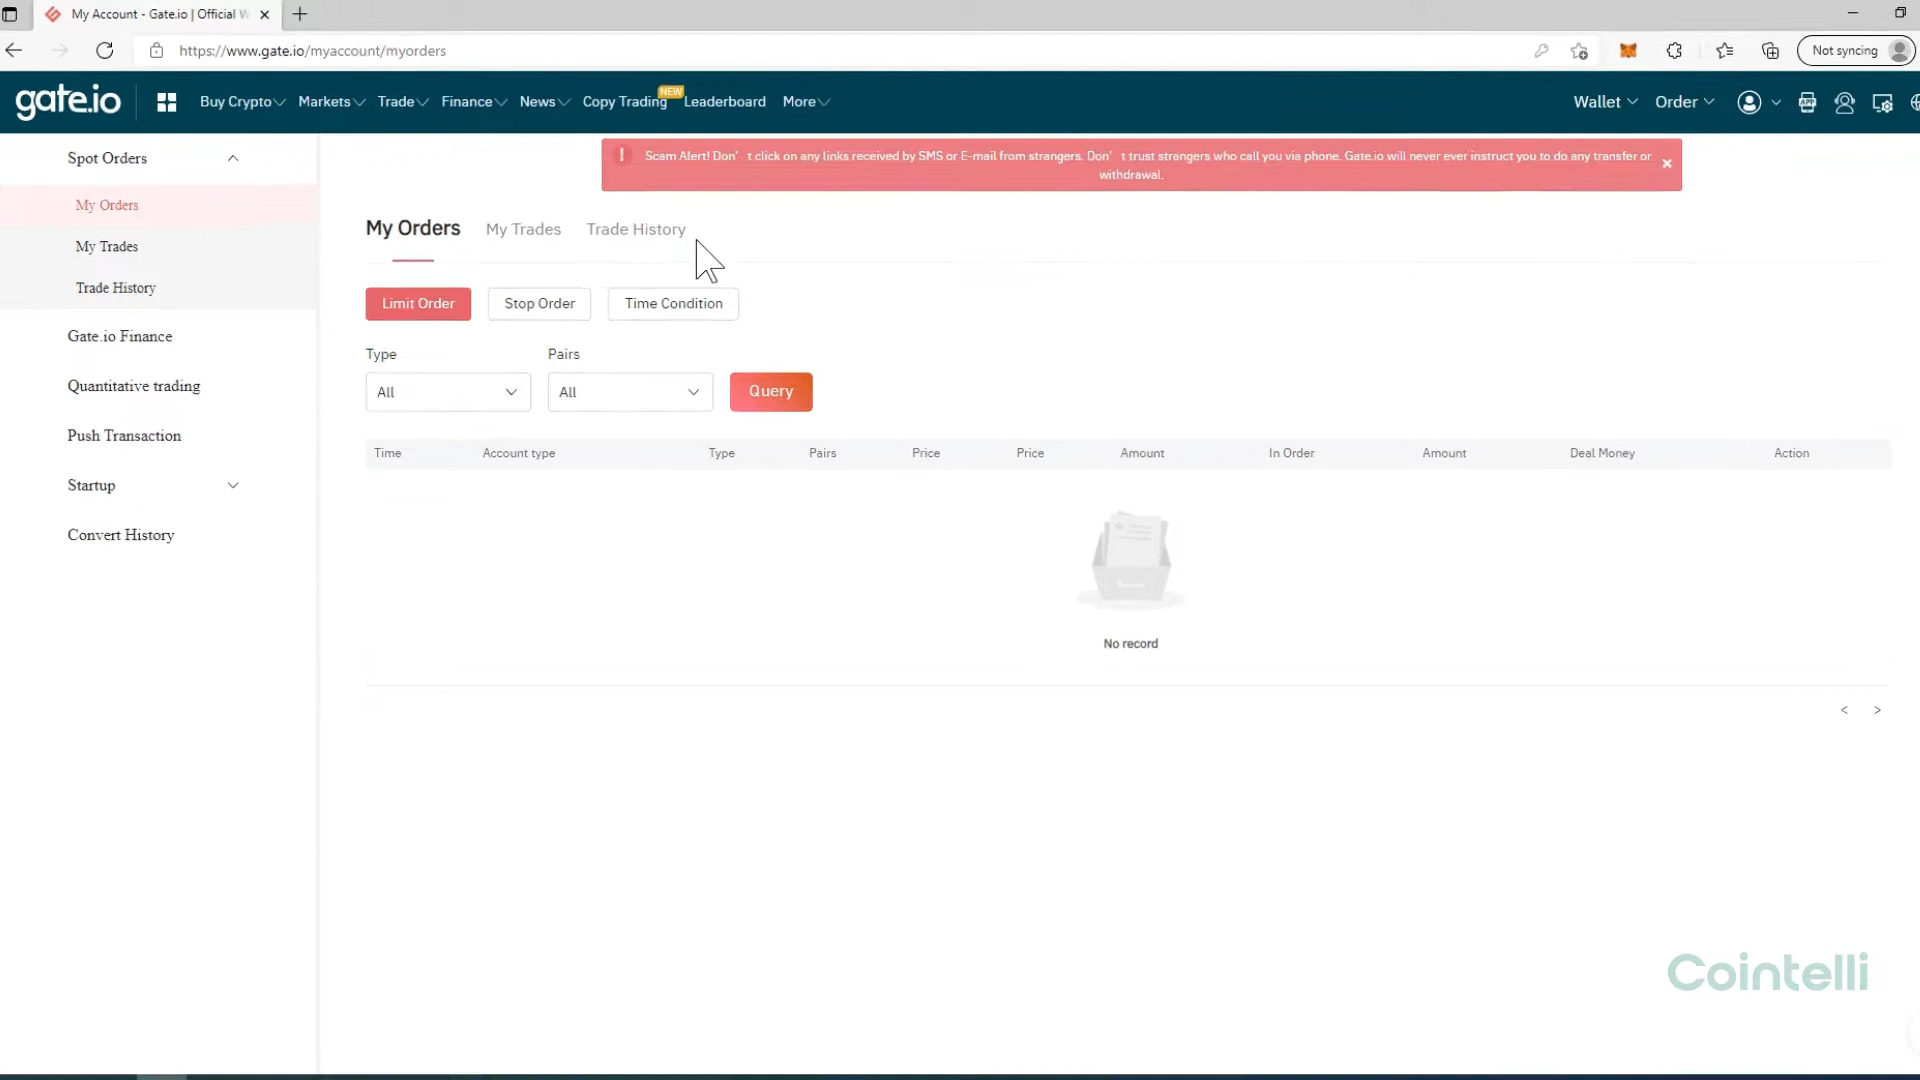 My Account - Gate.io | Official W
https://www.gate.io/myaccount/myorders
Not syncing
gate.io
Buy Crypto
Markets
Trade
Finance
News
Copy Trading
NEW
Leaderboard
More
Wallet
Order
APP
Spot Orders
My Orders
My Trades
Trade History
Gate.io Finance
Quantitative trading
Push Transaction
Startup
Convert History
! Scam Alert! Don’ t click on any links received by SMS or E-mail from strangers. Don’ t trust strangers who call you via phone. Gate.io will never ever instruct you to do any transfer or
withdrawal.
My Orders My Trades Trade History
Limit Order Stop Order Time Condition
Type Pairs
All All Query
Time Account type Type Pairs Price Price Amount In Order Amount Deal Money Action
No record
< >
Cointelli